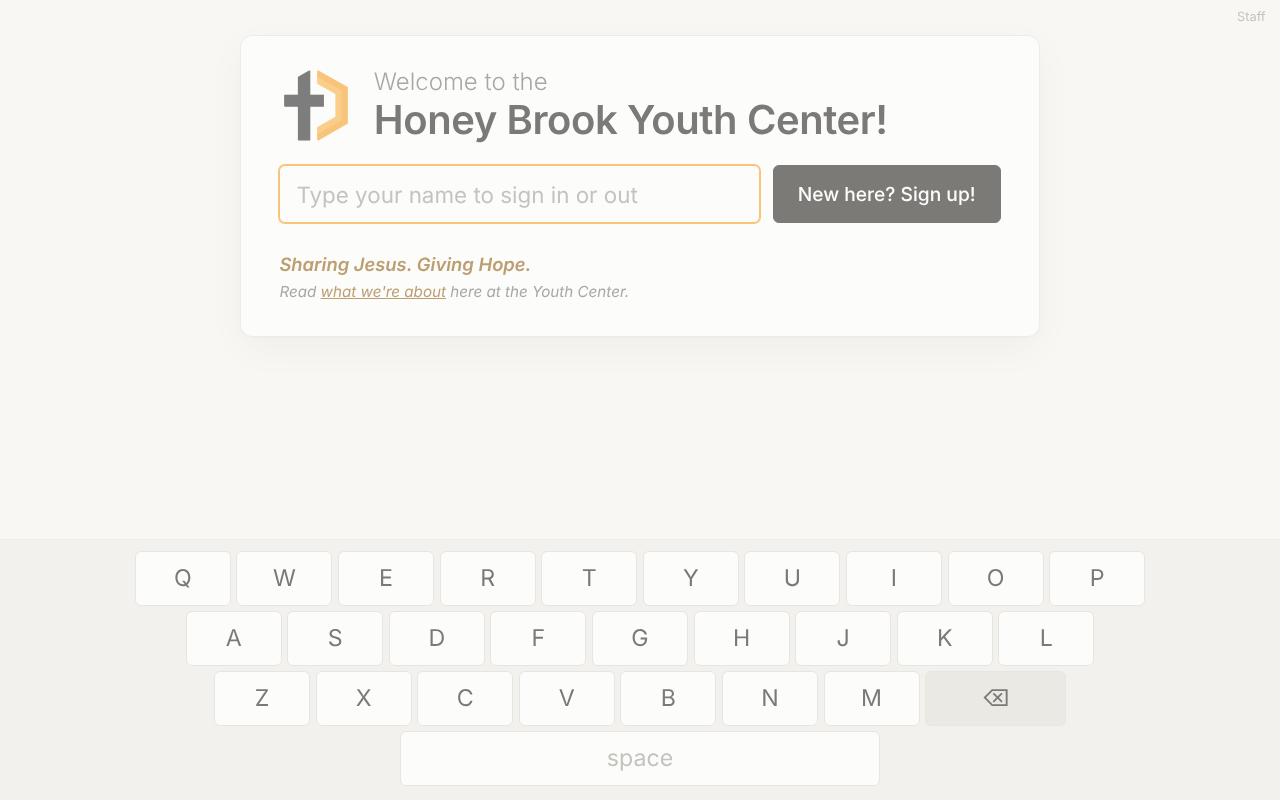 Staff
Welcome to the
Honey Brook Youth Center!
Type your name to sign in or out
New here? Sign up!
Sharing Jesus. Giving Hope.
Read what we're about here at the Youth Center.
Q W E R T Y U I O P
A S D F G H J K L
Z X C V B N M
space